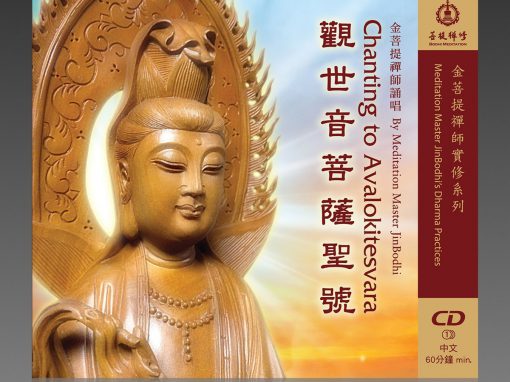 觀世音菩薩聖號
Chanting to Avalokitesvara
金菩提禪師誦唱 By Meditation Master JinBodhi
菩提禪修
BODHI MEDITATION
金菩提禪師實修系列
Meditation Master JinBodhi's Dharma Practices
CD
1
中文
60分鐘 min.